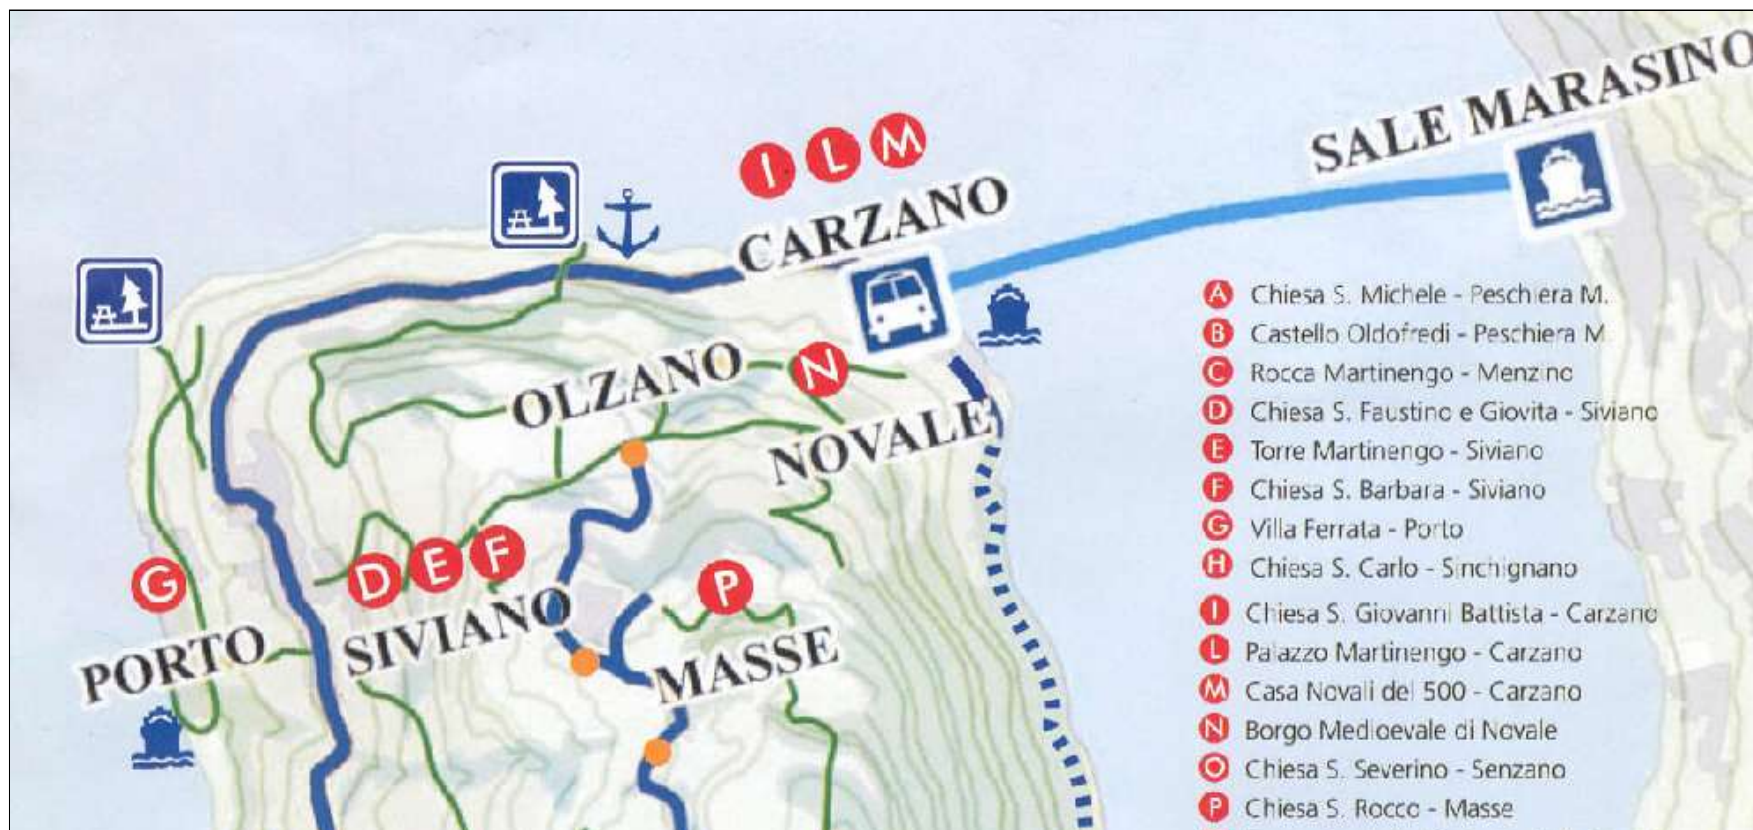 SALE MARASINO
I L M
CARZANO
A Chiesa S. Michele - Peschiera M.
B Castello Oldofredi - Peschiera M.
C Rocca Martinengo - Menzino
D Chiesa S. Faustino e Giovita - Siviano
E Torre Martinengo - Siviano
F Chiesa S. Barbara - Siviano
G Villa Ferrata - Porto
H Chiesa S. Carlo - Sinchignano
I Chiesa S. Giovanni Battista - Carzano
L Palazzo Martinengo - Carzano
M Casa Novali del 500 - Carzano
N Borgo Medioevale di Novale
O Chiesa S. Severino - Senzano
P Chiesa S. Rocco - Masse
OLZANO
N
NOVALE
D E F
G
P
SIVIANO
PORTO
MASSE